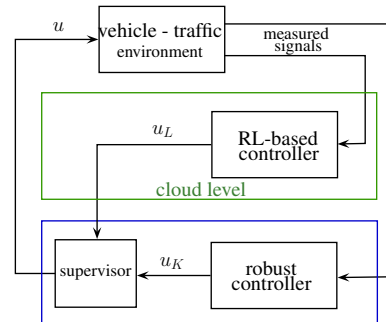 u
vehicle - traffic
environment
measured
signals
u_L
RL-based
controller
cloud level
supervisor
u_K
robust
controller